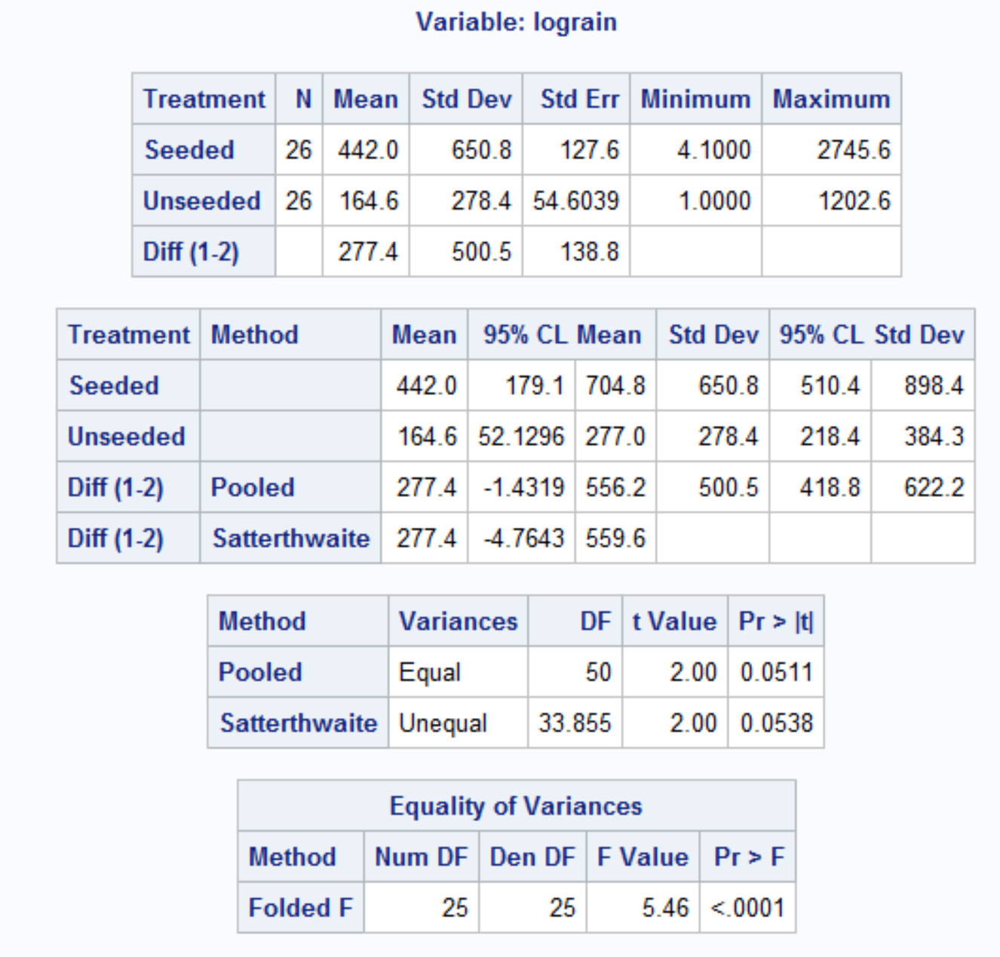 Variable: lograin
Treatment N Mean Std Dev Std Err Minimum Maximum
Seeded 26 442.0 650.8 127.6 4.1000 2745.6
Unseeded 26 164.6 278.4 54.6039 1.0000 1202.6
Diff (1-2) 277.4 500.5 138.8
Treatment Method Mean 95% CL Mean Std Dev 95% CL Std Dev
Seeded 442.0 179.1 704.8 650.8 510.4 898.4
Unseeded 164.6 52.1296 277.0 278.4 218.4 384.3
Diff (1-2) Pooled 277.4 -1.4319 556.2 500.5 418.8 622.2
Diff (1-2) Satterthwaite 277.4 -4.7643 559.6
Method Variances DF t Value Pr > |t|
Pooled Equal 50 2.00 0.0511
Satterthwaite Unequal 33.855 2.00 0.0538
Equality of Variances
Method Num DF Den DF F Value Pr > F
Folded F 25 25 5.46 <.0001